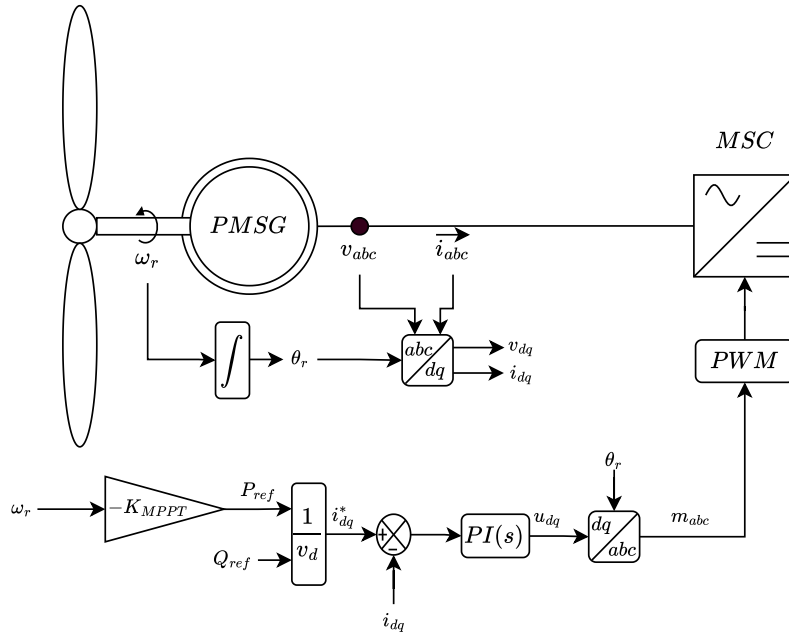 MSC
PMSG
ω_r
v_abc
i_abc
∫
θ_r
abc
dq
v_dq
i_dq
PWM
ω_r
−K_MPPT
P_ref
Q_ref
1
v_d
i*_dq
+
−
i_dq
PI(s)
u_dq
θ_r
dq
abc
m_abc